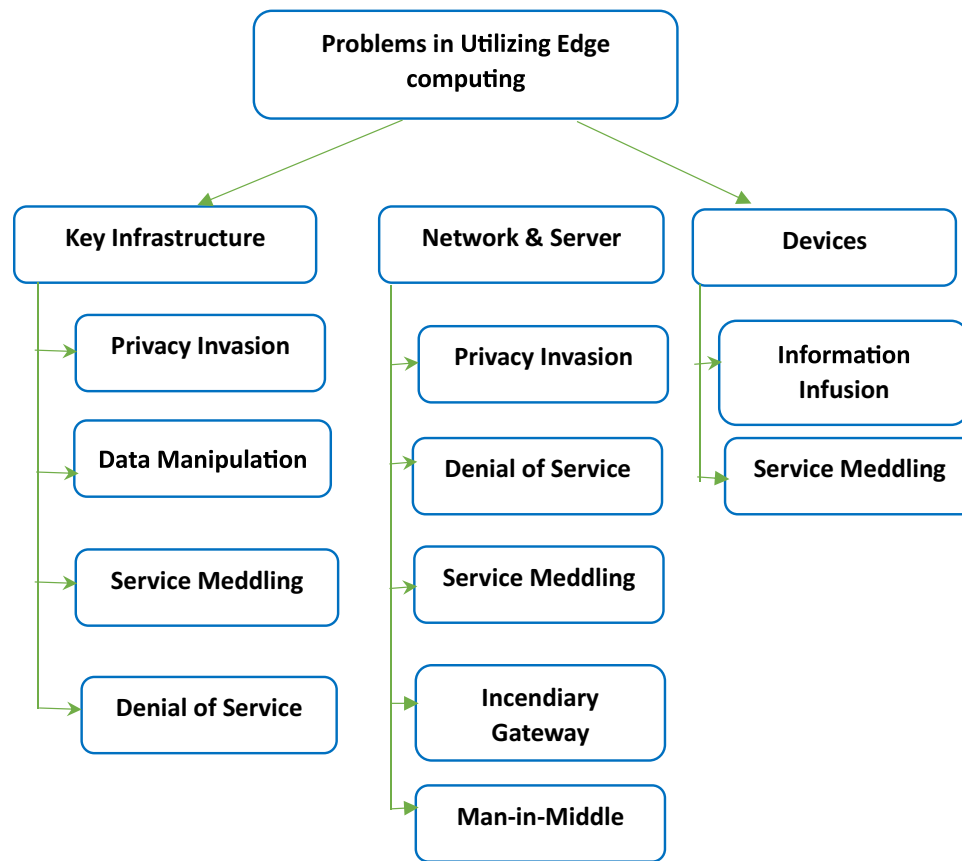 Problems in Utilizing Edge
computing
Key Infrastructure
Privacy Invasion
Data Manipulation
Service Meddling
Denial of Service
Network & Server
Privacy Invasion
Denial of Service
Service Meddling
Incendiary
Gateway
Man-in-Middle
Devices
Information
Infusion
Service Meddling